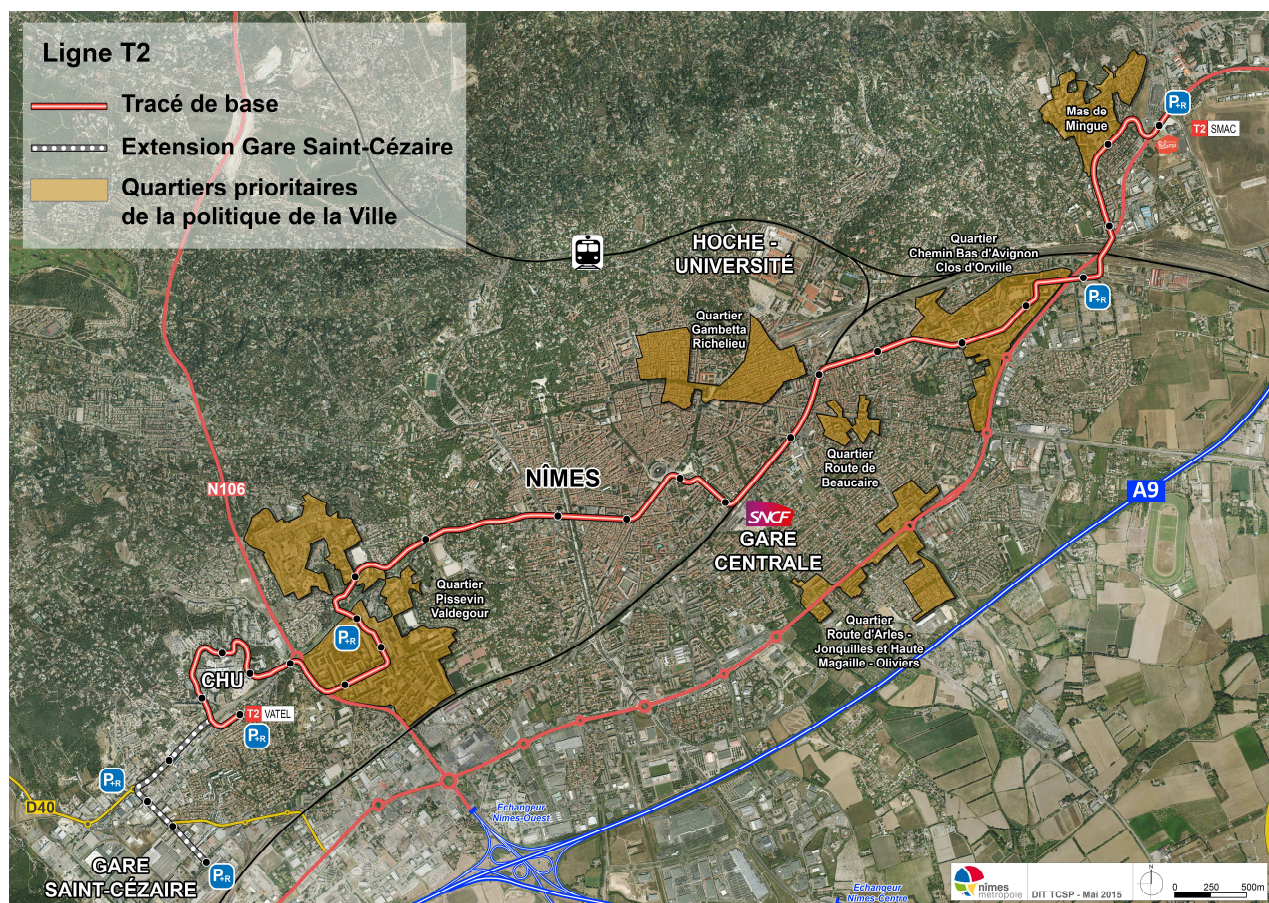 Ligne T2
Tracé de base
Extension Gare Saint-Cézaire
Quartiers prioritaires
de la politique de la Ville
Mas de
Mingue
P+R
T2 SMAC
HOCHE -
UNIVERSITÉ
Quartier
Chemin Bas d'Avignon
Clos d'Orville
P+R
Quartier
Gambetta
Richelieu
Quartier
Route de
Beaucaire
NÎMES
N106
A9
SNCF
GARE
CENTRALE
Quartier
Pissevin
Valdegour
P+R
Quartier
Route d'Arles -
Jonquilles et Haute
Magaille - Oliviers
CHU
T2 VATEL
P+R
P+R
D40
Echangeur
Nîmes-Ouest
GARE
SAINT-CÉZAIRE
P+R
Echangeur
Nîmes-Centre
nîmes
métropole
DIT TCSP - Mai 2015
N
0 250 500m